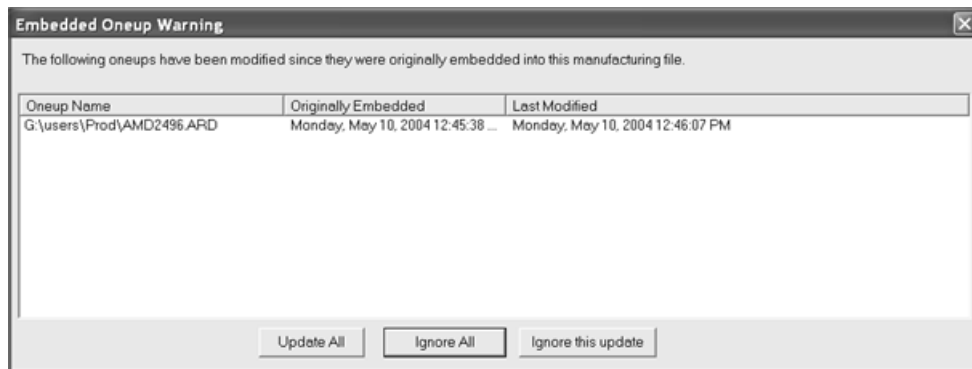 Embedded Oneup Warning
The following oneups have been modified since they were originally embedded into this manufacturing file.
Oneup Name Originally Embedded Last Modified
G:\users\Prod\AMD2496.ARD Monday, May 10, 2004 12:45:38 ... Monday, May 10, 2004 12:46:07 PM
Update All Ignore All Ignore this update